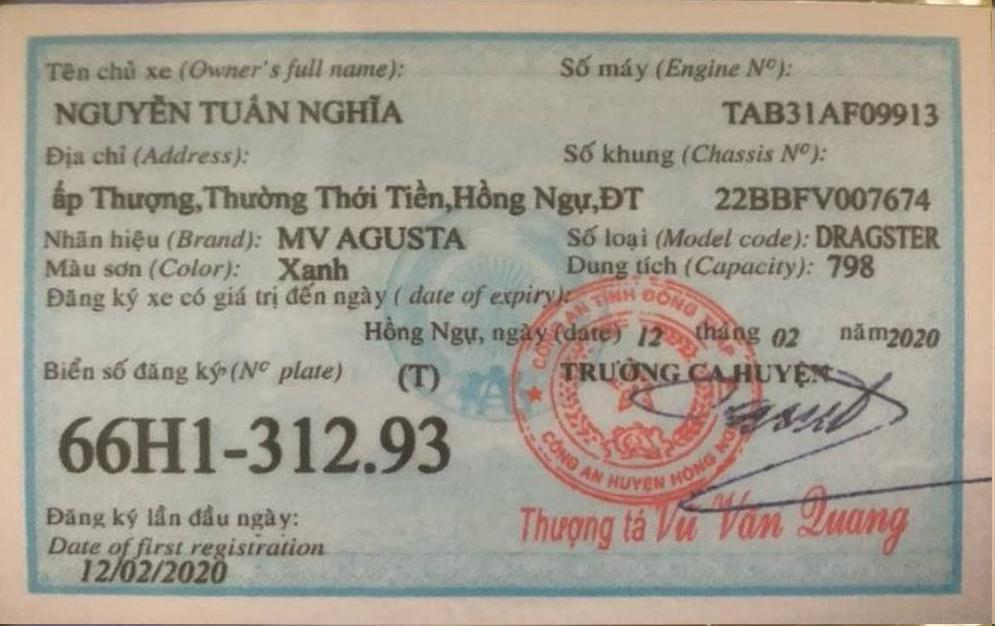 Tên chủ xe (Owner's full name):
NGUYỄN TUẤN NGHĨA
Số máy (Engine Nº):
TAB31AF09913
Địa chỉ (Address):
ấp Thượng,Thường Thới Tiền,Hồng Ngự,ĐT
Số khung (Chassis Nº):
22BBFV007674
Nhãn hiệu (Brand): MV AGUSTA
Số loại (Model code): DRAGSTER
Màu sơn (Color): Xanh
Dung tích (Capacity): 798
Đăng ký xe có giá trị đến ngày ( date of expiry):
Hồng Ngự, ngày (date) 12 tháng 02 năm2020
Biển số đăng ký (Nº plate) (T)
TRƯỞNG CA HUYỆN
66H1-312.93
CÔNG AN TỈNH ĐỒNG THÁP
CÔNG AN HUYỆN HỒNG NGỰ
Đăng ký lần đầu ngày:
Date of first registration
12/02/2020
Thượng tá Vũ Văn Quang